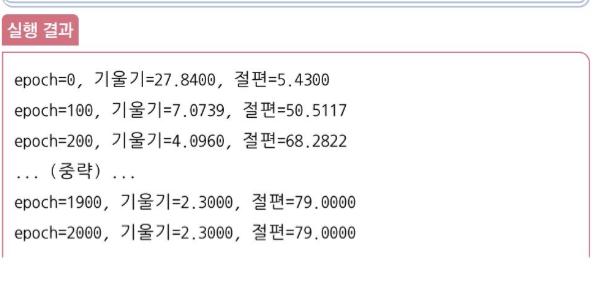 실행 결과
epoch=0, 기울기=27.8400, 절편=5.4300
epoch=100, 기울기=7.0739, 절편=50.5117
epoch=200, 기울기=4.0960, 절편=68.2822
... (중략) ...
epoch=1900, 기울기=2.3000, 절편=79.0000
epoch=2000, 기울기=2.3000, 절편=79.0000